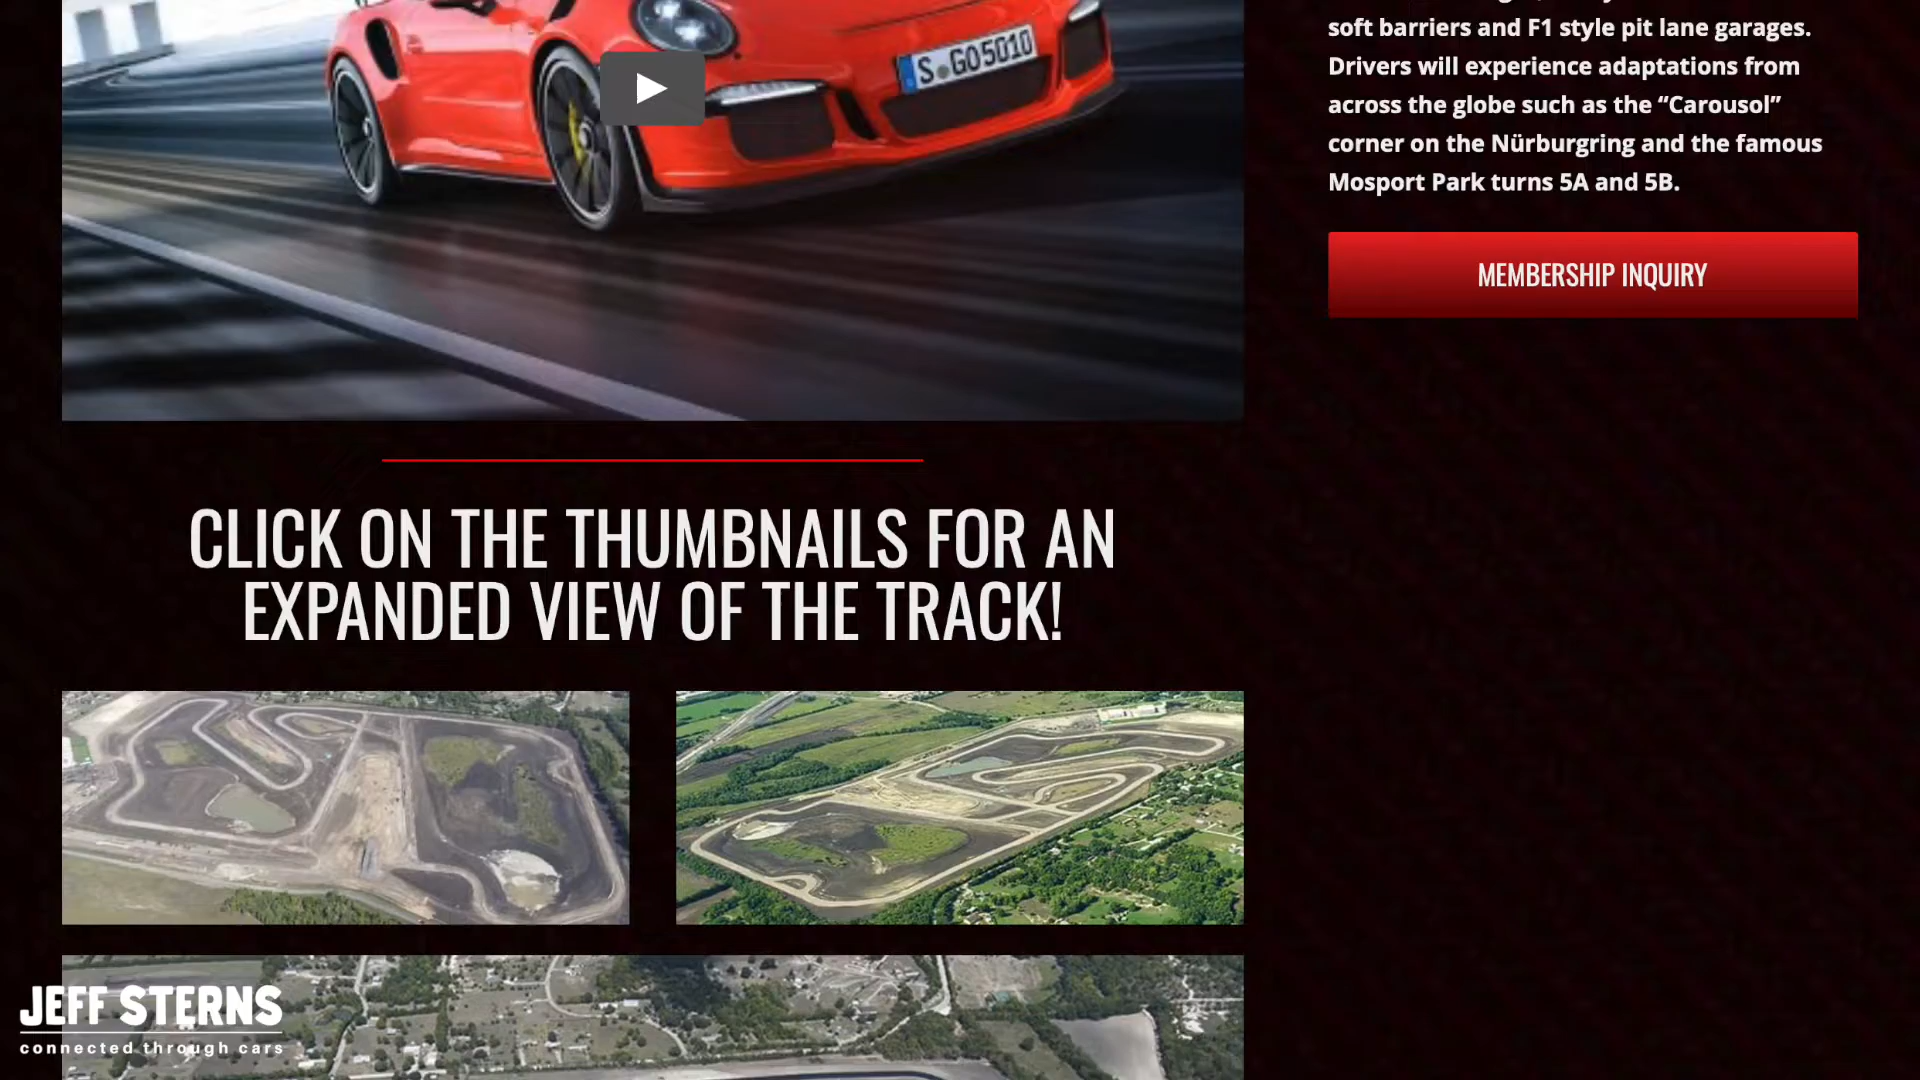 soft barriers and F1 style pit lane garages.
Drivers will experience adaptations from
across the globe such as the “Carousol”
corner on the Nürburgring and the famous
Mosport Park turns 5A and 5B.
S GO5010
MEMBERSHIP INQUIRY
CLICK ON THE THUMBNAILS FOR AN
EXPANDED VIEW OF THE TRACK!
JEFF STERNS
connected through cars